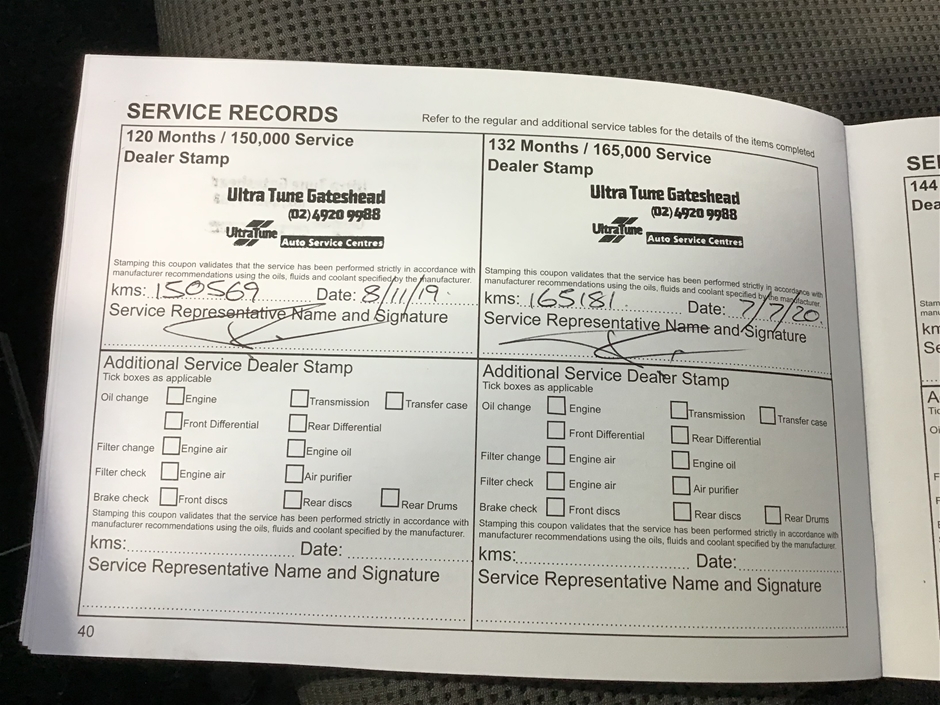 SERVICE RECORDS
Refer to the regular and additional service tables for the details of the items completed
120 Months / 150,000 Service
Dealer Stamp
Ultra Tune Gateshead
(02) 4920 9988
UltraTune
Auto Service Centres
Stamping this coupon validates that the service has been performed strictly in accordance with
manufacturer recommendations using the oils, fluids and coolant specified by the manufacturer.
kms: 150569 Date: 8/11/19
Service Representative Name and Signature
Additional Service Dealer Stamp
Tick boxes as applicable
Oil change Engine Transmission Transfer case
Front Differential Rear Differential
Filter change Engine air Engine oil
Filter check Engine air Air purifier
Brake check Front discs Rear discs Rear Drums
Stamping this coupon validates that the service has been performed strictly in accordance with
manufacturer recommendations using the oils, fluids and coolant specified by the manufacturer.
kms: Date:
Service Representative Name and Signature
40
132 Months / 165,000 Service
Dealer Stamp
Ultra Tune Gateshead
(02) 4920 9988
UltraTune
Auto Service Centres
Stamping this coupon validates that the service has been performed strictly in accordance with
manufacturer recommendations using the oils, fluids and coolant specified by the manufacturer.
kms: 165181 Date: 7/7/20
Service Representative Name and Signature
Additional Service Dealer Stamp
Tick boxes as applicable
Oil change Engine Transmission Transfer case
Front Differential Rear Differential
Filter change Engine air Engine oil
Filter check Engine air Air purifier
Brake check Front discs Rear discs Rear Drums
Stamping this coupon validates that the service has been performed strictly in accordance with
manufacturer recommendations using the oils, fluids and coolant specified by the manufacturer.
kms: Date:
Service Representative Name and Signature
144